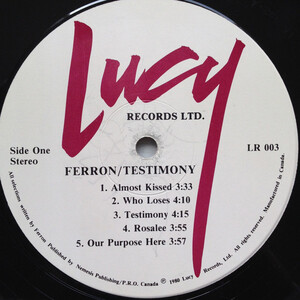 Lucy
RECORDS LTD.
Side One
Stereo
LR 003
FERRON/TESTIMONY
1. Almost Kissed 3:33
2. Who Loses 4:10
3. Testimony 4:15
4. Rosalee 3:55
5. Our Purpose Here 3:57
All selections written by Ferron Published by Nemesis Publishing/P.R.O. Canada ℗ 1980 Lucy Records, Ltd. All Rights Reserved. Manufactured in Canada.